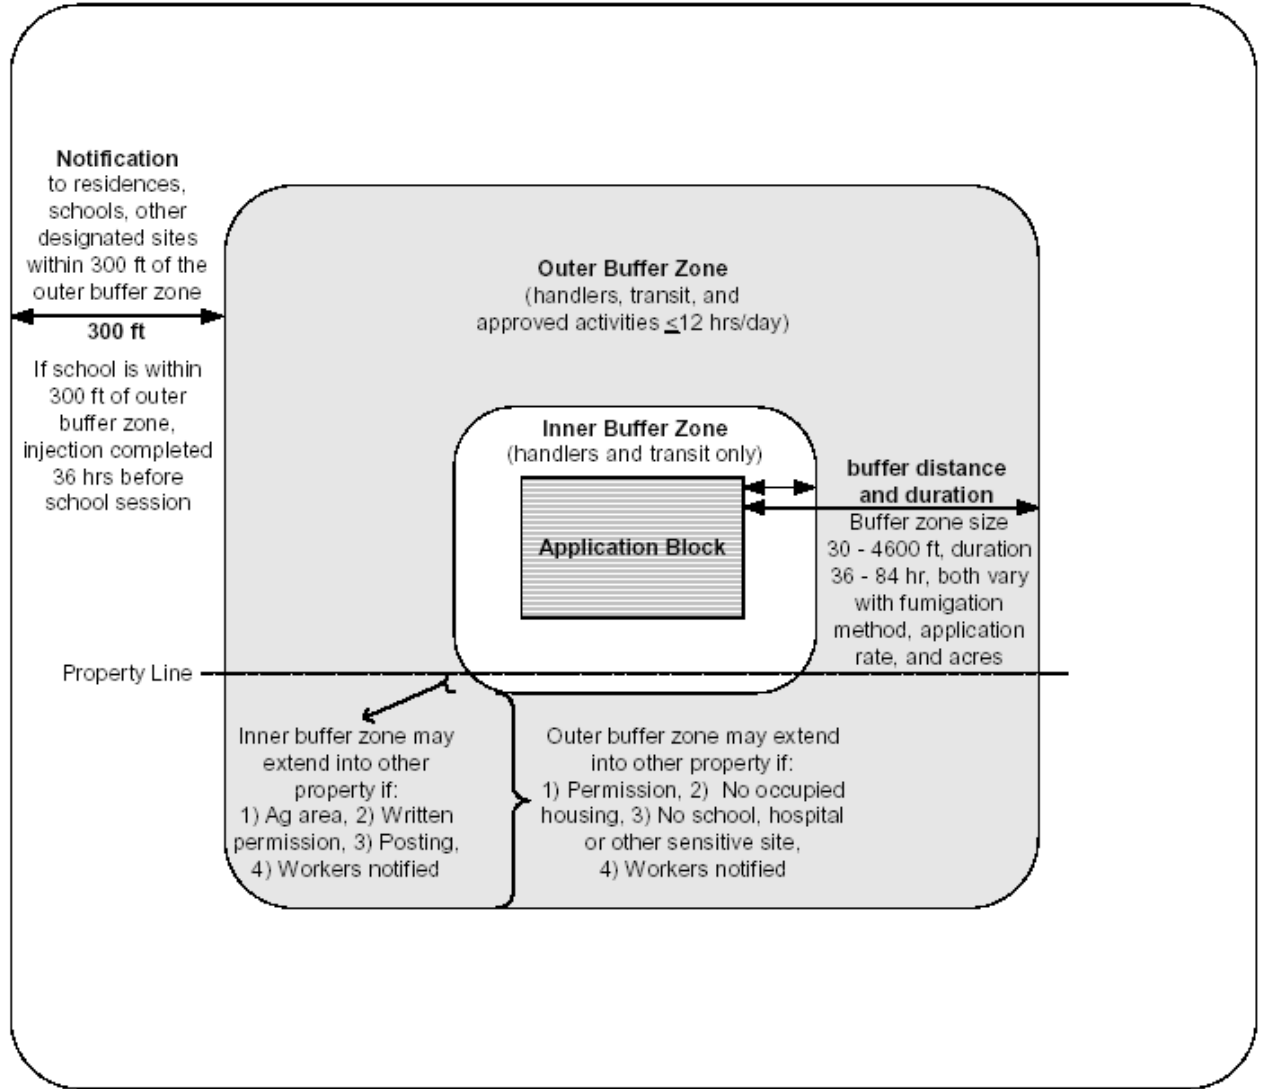 Notification
to residences,
schools, other
designated sites
within 300 ft of the
outer buffer zone
300 ft
If school is within
300 ft of outer
buffer zone,
injection completed
36 hrs before
school session
Outer Buffer Zone
(handlers, transit, and
approved activities <12 hrs/day)
Inner Buffer Zone
(handlers and transit only)
Application Block
buffer distance
and duration
Buffer zone size
30 - 4600 ft, duration
36 - 84 hr, both vary
with fumigation
method, application
rate, and acres
Property Line
Inner buffer zone may
extend into other
property if:
1) Ag area, 2) Written
permission, 3) Posting,
4) Workers notified
Outer buffer zone may extend
into other property if:
1) Permission, 2) No occupied
housing, 3) No school, hospital
or other sensitive site,
4) Workers notified